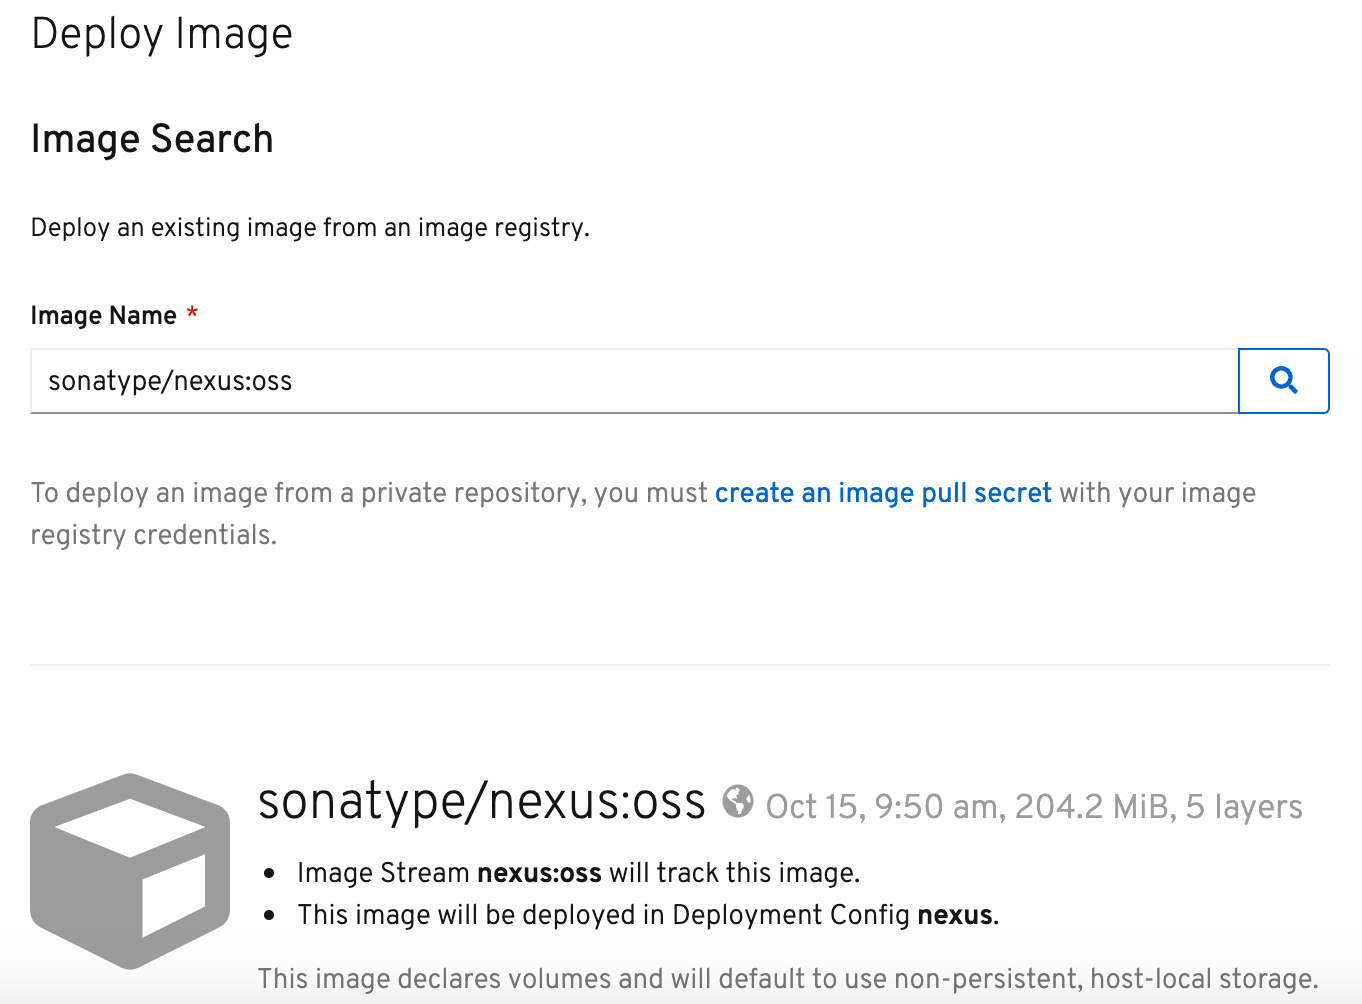 Deploy Image
Image Search
Deploy an existing image from an image registry.
Image Name *
sonatype/nexus:oss
To deploy an image from a private repository, you must create an image pull secret with your image
registry credentials.
sonatype/nexus:oss Oct 15, 9:50 am, 204.2 MiB, 5 layers
• Image Stream nexus:oss will track this image.
• This image will be deployed in Deployment Config nexus.
This image declares volumes and will default to use non-persistent, host-local storage.